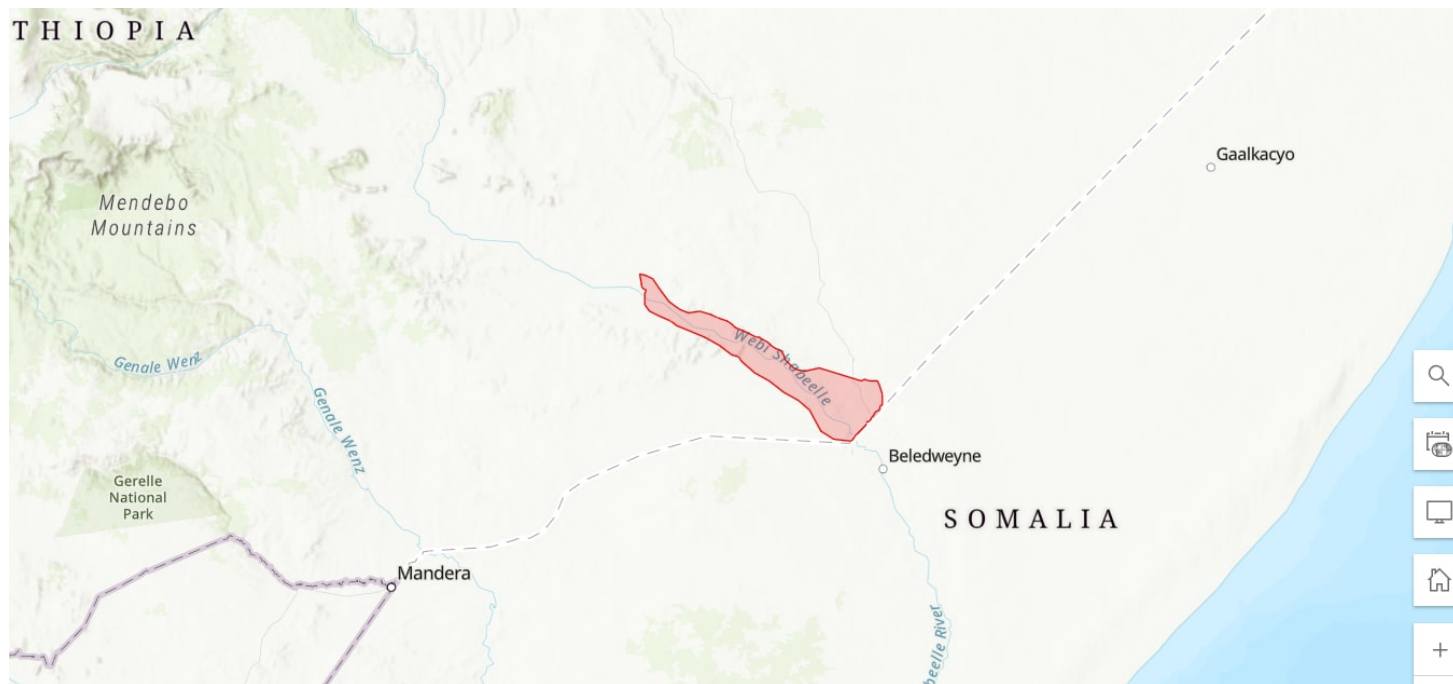 THIOPIA
Gaalkacyo
Mendebo
Mountains
Webi Shabeelle
Genale Wenz
Genale Wenz
Beledweyne
Gerelle
National
Park
SOMALIA
Mandera
beelle River